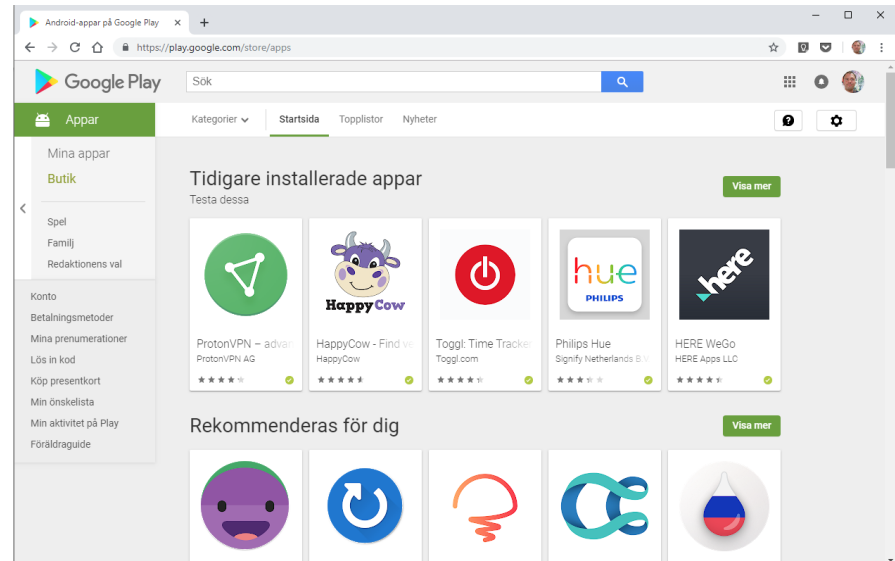 Android-appar på Google Play
https://play.google.com/store/apps
Google Play
Sök
Appar
Kategorier
Startsida
Topplistor
Nyheter
Mina appar
Butik
Spel
Familj
Redaktionens val
Konto
Betalningsmetoder
Mina prenumerationer
Lös in kod
Köp presentkort
Min önskelista
Min aktivitet på Play
Föräldraguide
Tidigare installerade appar
Testa dessa
Visa mer
HappyCow
hue
PHILIPS
here
ProtonVPN – advan
ProtonVPN AG
HappyCow - Find ve
HappyCow
Toggl: Time Tracker
Toggl.com
Philips Hue
Signify Netherlands B.V
HERE WeGo
HERE Apps LLC
Rekommenderas för dig
Visa mer